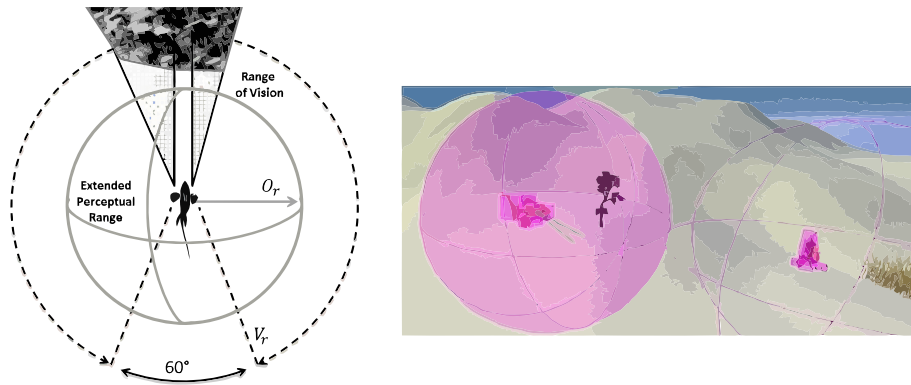 Range
of Vision
Extended
Perceptual
Range
O_r
V_r
60°